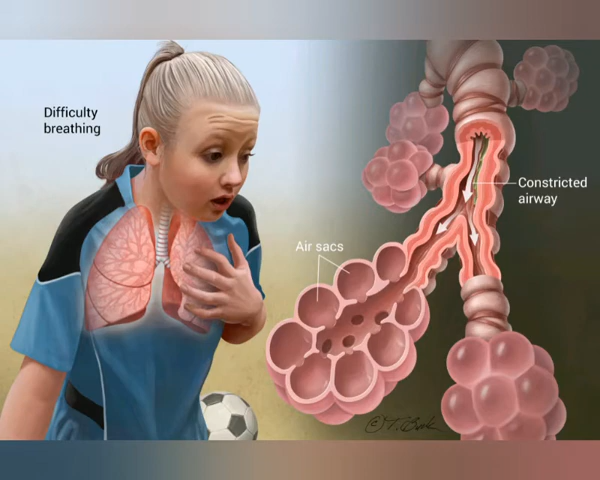 Difficulty
breathing
Constricted
airway
Air sacs